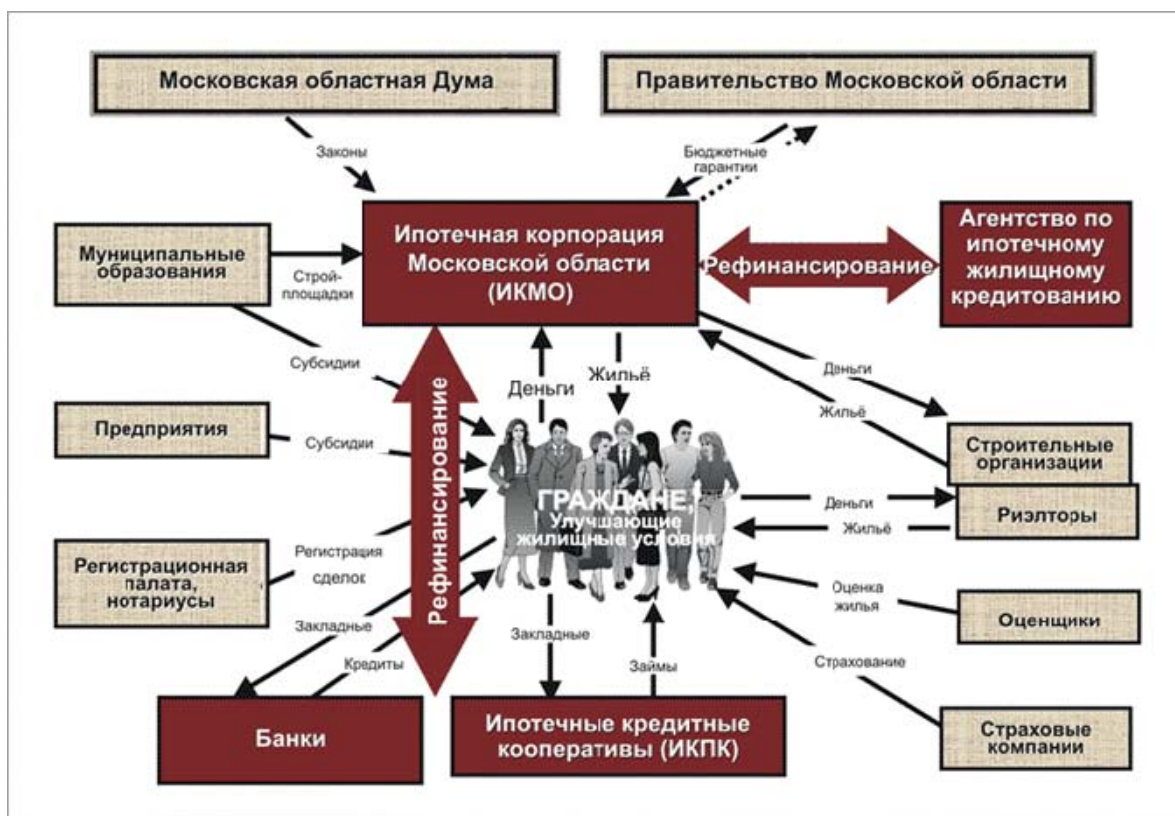 Московская областная Дума
Правительство Московской области
Законы
Бюджетные
гарантии
Муниципальные
образования
Строй-
площадки
Ипотечная корпорация
Московской области
(ИКМО)
Рефинансирование
Агентство по
ипотечному
жилищному
кредитованию
Субсидии
Деньги
Жильё
Деньги
Жильё
Предприятия
Субсидии
Рефинансирование
Строительные
организации
ГРАЖДАНЕ,
Улучшающие
жилищные условия
Деньги
Жильё
Риэлторы
Регистрационная
палата,
нотариусы
Регистрация
сделок
Оценка
жилья
Оценщики
Закладные
Кредиты
Закладные
Займы
Страхование
Банки
Ипотечные кредитные
кооперативы (ИКПК)
Страховые
компании